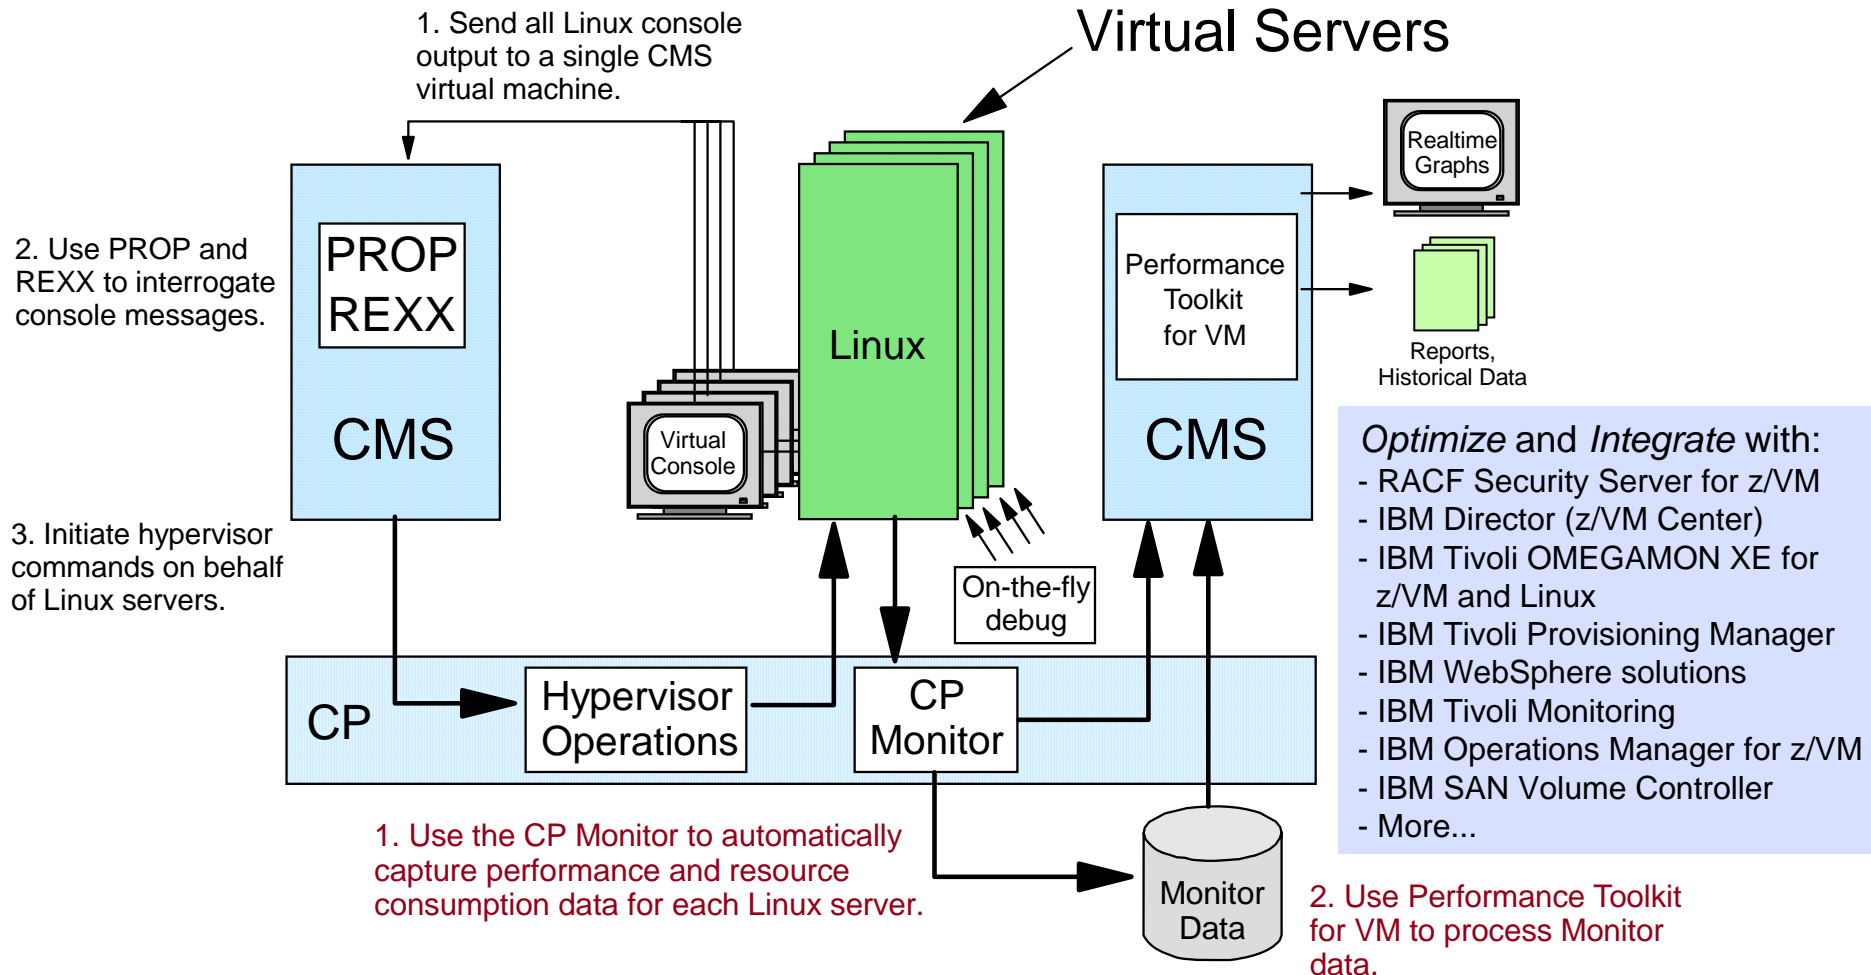 1. Send all Linux console
output to a single CMS
virtual machine.
Virtual Servers
2. Use PROP and
REXX to interrogate
console messages.
PROP
REXX
CMS
3. Initiate hypervisor
commands on behalf
of Linux servers.
Virtual
Console
Linux
On-the-fly
debug
Performance
Toolkit
for VM
CMS
Realtime
Graphs
Reports,
Historical Data
Optimize and Integrate with:
- RACF Security Server for z/VM
- IBM Director (z/VM Center)
- IBM Tivoli OMEGAMON XE for
z/VM and Linux
- IBM Tivoli Provisioning Manager
- IBM WebSphere solutions
- IBM Tivoli Monitoring
- IBM Operations Manager for z/VM
- IBM SAN Volume Controller
- More...
CP
Hypervisor
Operations
CP
Monitor
1. Use the CP Monitor to automatically
capture performance and resource
consumption data for each Linux server.
Monitor
Data
2. Use Performance Toolkit
for VM to process Monitor
data.